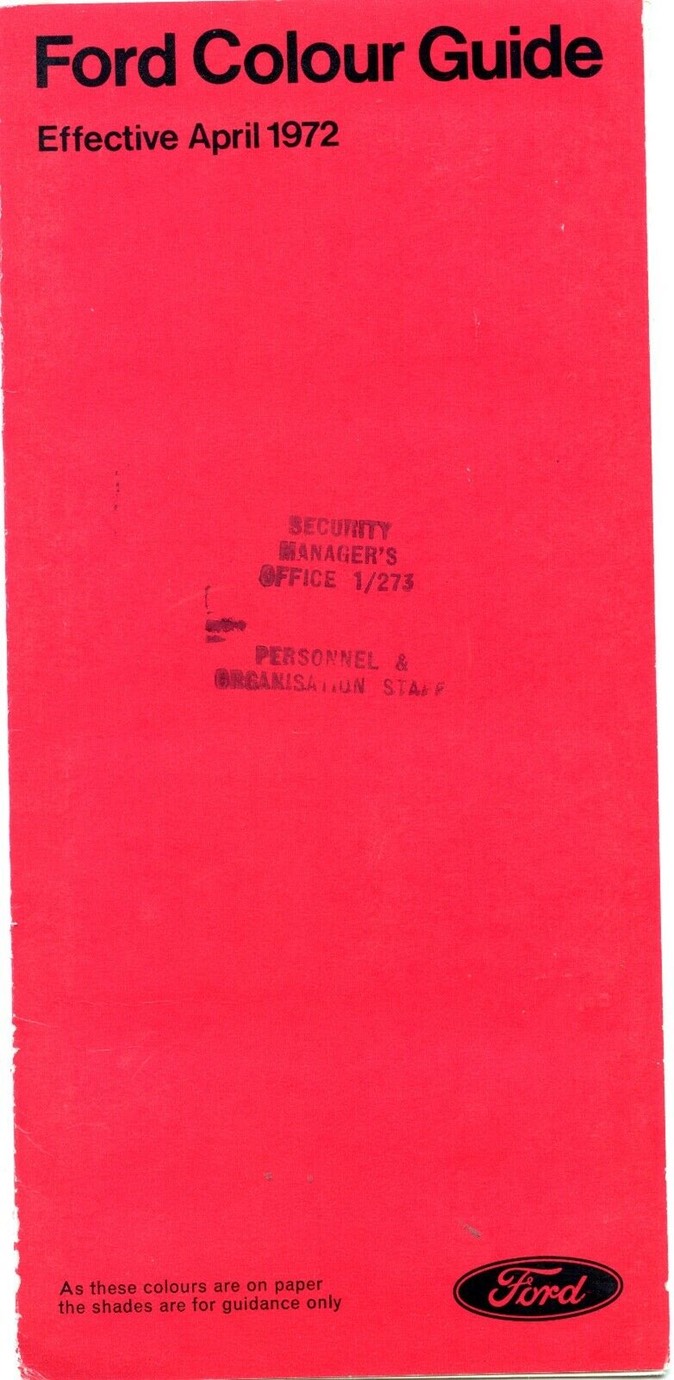 Ford Colour Guide
Effective April 1972
SECURITY
MANAGER'S
OFFICE 1/273
PERSONNEL &
ORGANISATION STAFF
As these colours are on paper
the shades are for guidance only
Ford